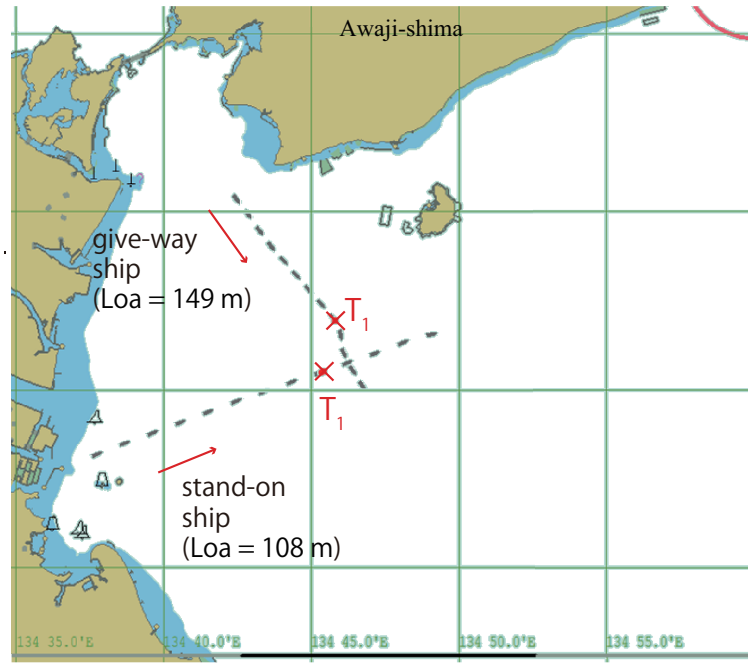 Awaji-shima
give-way
ship
(Loa = 149 m)
T1
T1
stand-on
ship
(Loa = 108 m)
134 35.0'E 134 40.0'E 134 45.0'E 134 50.0'E 134 55.0'E